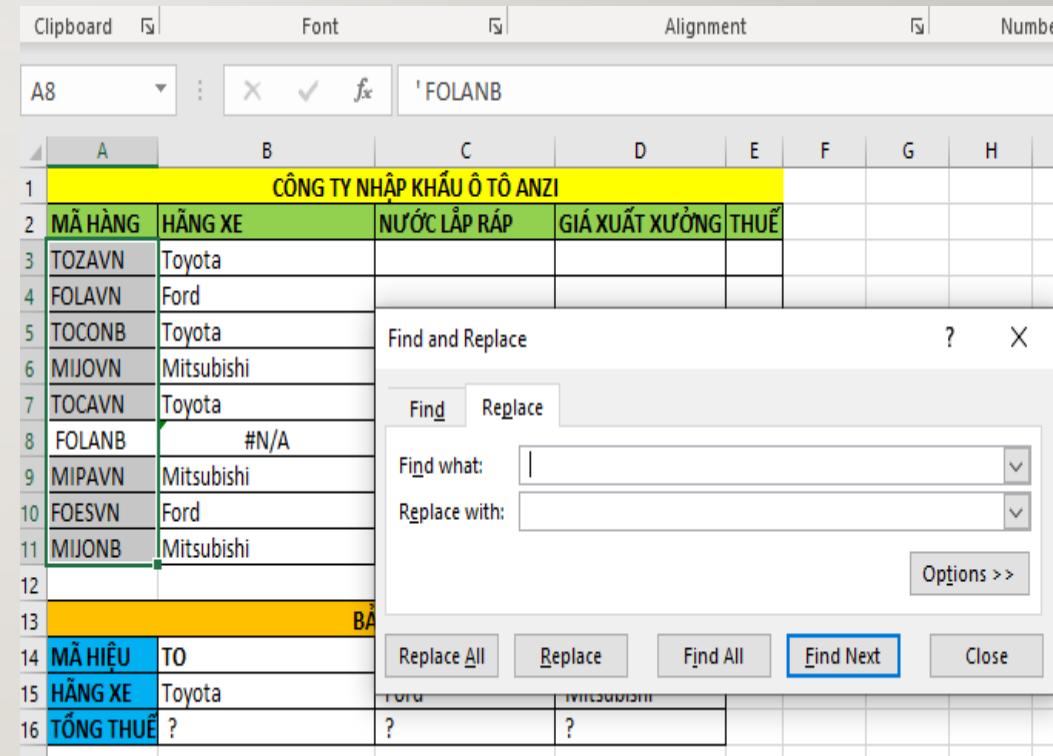 Clipboard Font Alignment Numbe
A8 fx ' FOLANB
A B C D E F G H
1 CÔNG TY NHẬP KHẨU Ô TÔ ANZI
2 MÃ HÀNG HÃNG XE NƯỚC LẮP RÁP GIÁ XUẤT XƯỞNG THUẾ
3 TOZAVN Toyota
4 FOLAVN Ford
5 TOCONB Toyota
6 MIJOVN Mitsubishi
7 TOCAVN Toyota
8 FOLANB #N/A
9 MIPAVN Mitsubishi
10 FOESVN Ford
11 MIJONB Mitsubishi
12
13 BẢ
14 MÃ HIỆU TO
15 HÃNG XE Toyota Ford Mitsubishi
16 TỔNG THUẾ ? ? ?
Find and Replace ? X
Find Replace
Find what:
Replace with:
Options >>
Replace All Replace Find All Find Next Close